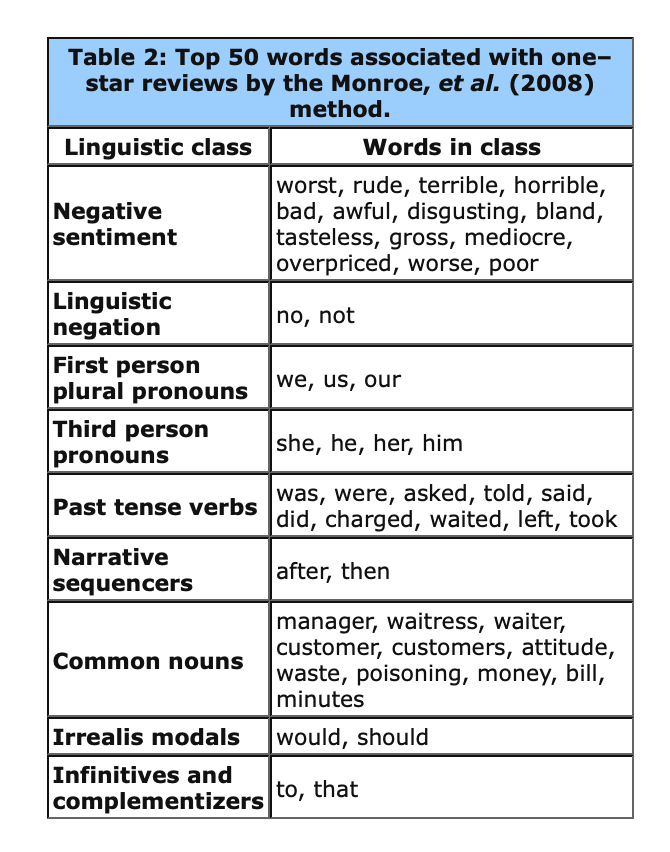 Table 2: Top 50 words associated with one–
star reviews by the Monroe, et al. (2008)
method.
Linguistic class
Words in class
Negative
sentiment
worst, rude, terrible, horrible,
bad, awful, disgusting, bland,
tasteless, gross, mediocre,
overpriced, worse, poor
Linguistic
negation
no, not
First person
plural pronouns
we, us, our
Third person
pronouns
she, he, her, him
Past tense verbs
was, were, asked, told, said,
did, charged, waited, left, took
Narrative
sequencers
after, then
Common nouns
manager, waitress, waiter,
customer, customers, attitude,
waste, poisoning, money, bill,
minutes
Irrealis modals
would, should
Infinitives and
complementizers
to, that